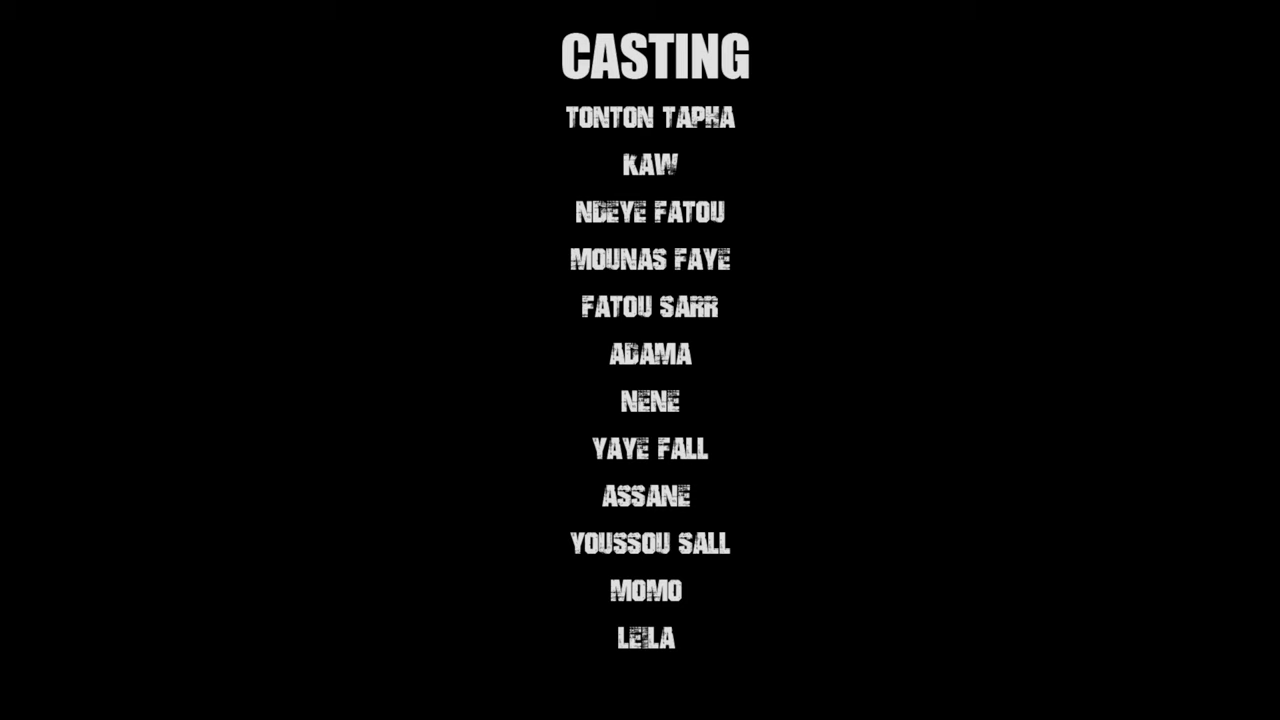 CASTING
TONTON TAPHA
KAW
NDEYE FATOU
MOUNAS FAYE
FATOU SARR
ADAMA
NENE
YAYE FALL
ASSANE
YOUSSOU SALL
MOMO
LEILA